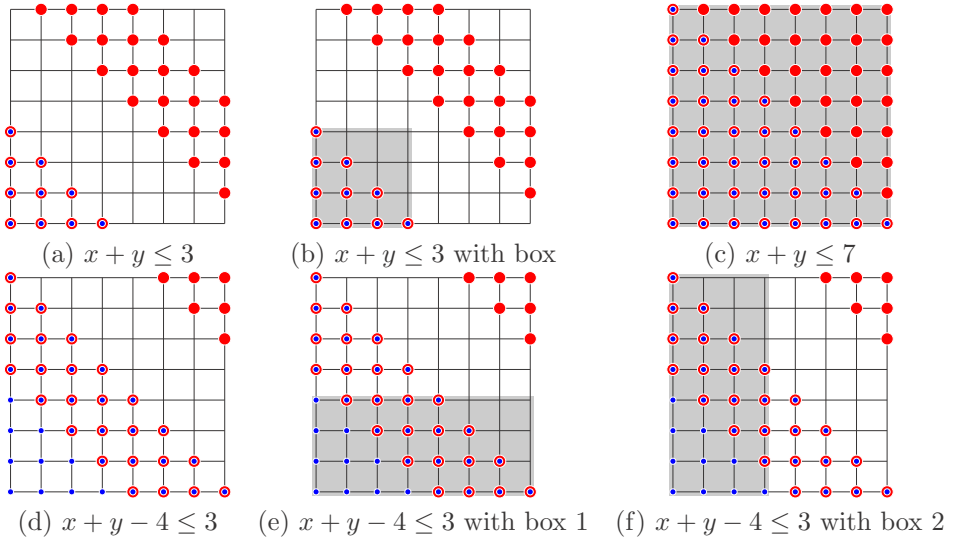 (a) x + y ≤ 3
(b) x + y ≤ 3 with box
(c) x + y ≤ 7
(d) x + y − 4 ≤ 3
(e) x + y − 4 ≤ 3 with box 1
(f) x + y − 4 ≤ 3 with box 2